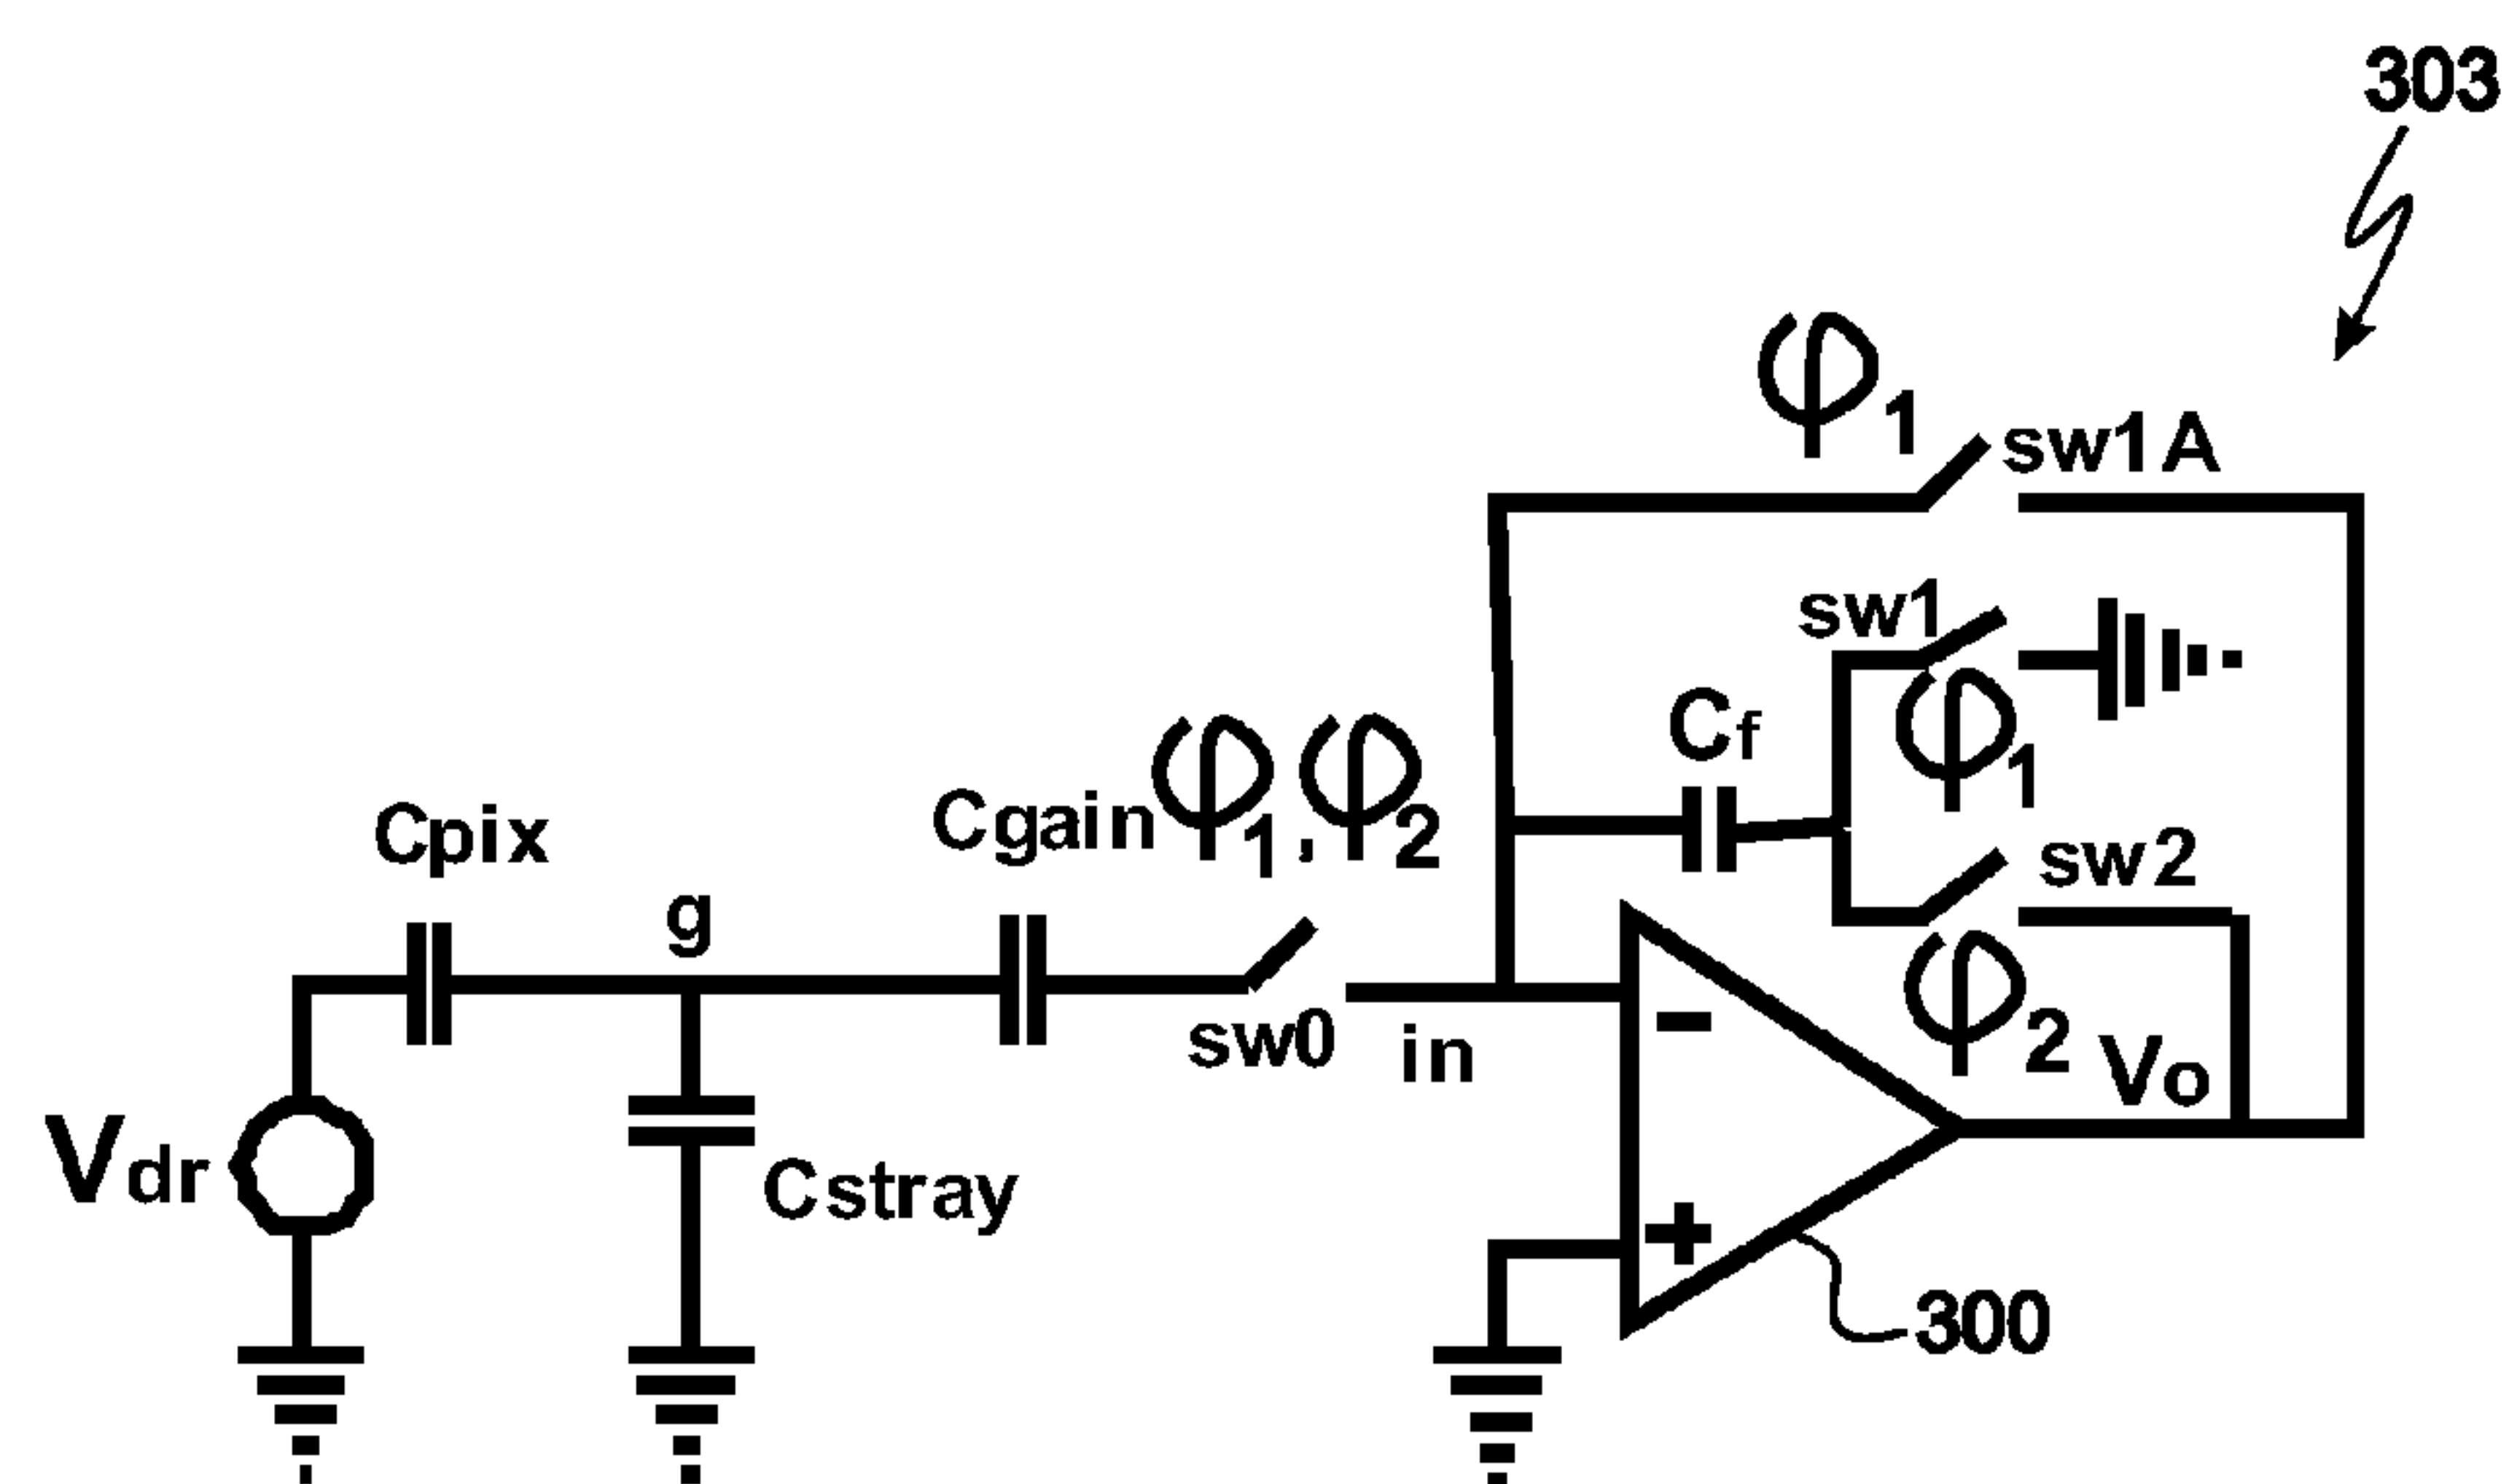 303
φ1
sw1A
sw1
φ1
Cf
Cpix
Cgain
φ1,φ2
g
sw2
φ2
sw0
in
-
Vo
Vdr
Cstray
+
300